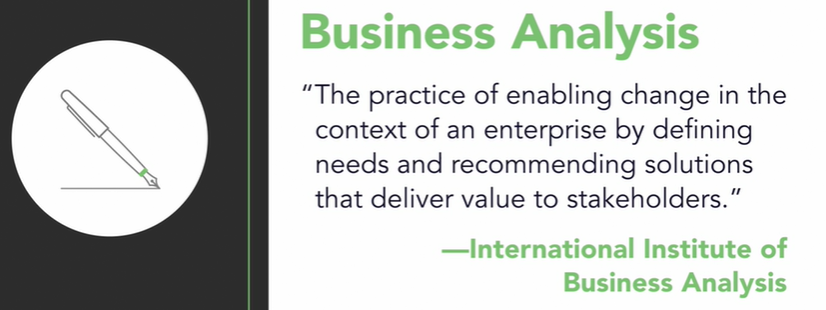 Business Analysis
“The practice of enabling change in the
context of an enterprise by defining
needs and recommending solutions
that deliver value to stakeholders.”
—International Institute of
Business Analysis